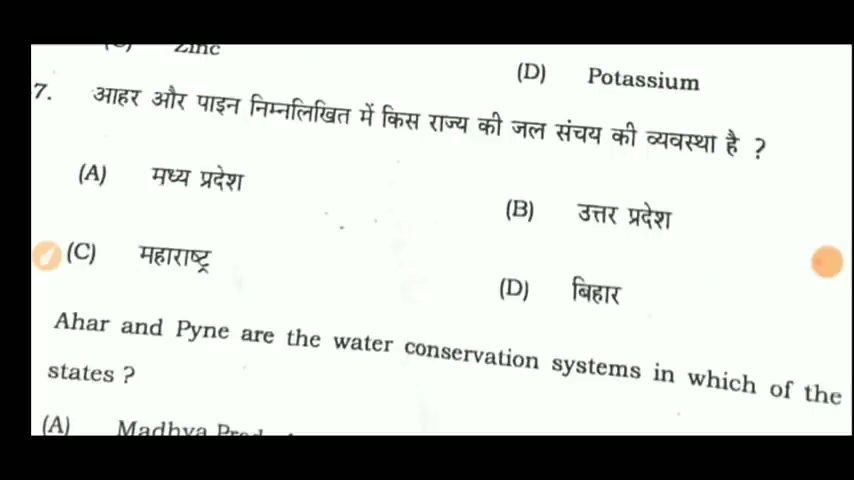 Zinc
(D) Potassium
7. आहर और पाइन निम्नलिखित में किस राज्य की जल संचय की व्यवस्था है ?
(A) मध्य प्रदेश
(B) उत्तर प्रदेश
(C) महाराष्ट्र
(D) बिहार
Ahar and Pyne are the water conservation systems in which of the
states ?
(A) Madhya